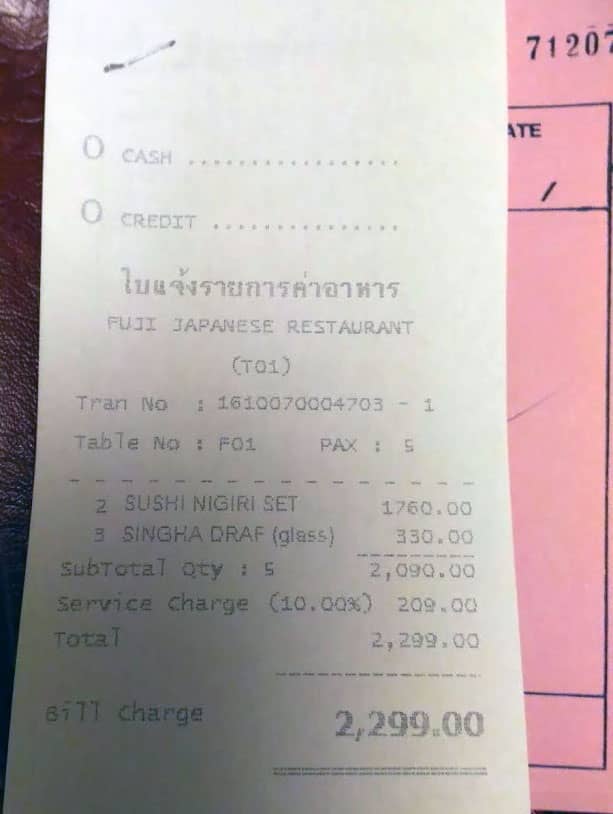 71207
ATE
/
O CASH ..................
O CREDIT ................
ใบแจ้งรายการค่าอาหาร
FUJI JAPANESE RESTAURANT
(T01)
Tran No : 1610070004703 - 1
Table No : F01 PAX : 5
2 SUSHI NIGIRI SET 1760.00
3 SINGHA DRAF (glass) 330.00
SubTotal Qty : 5 2,090.00
Service Charge (10.00%) 209.00
Total 2,299.00
Bill Charge 2,299.00